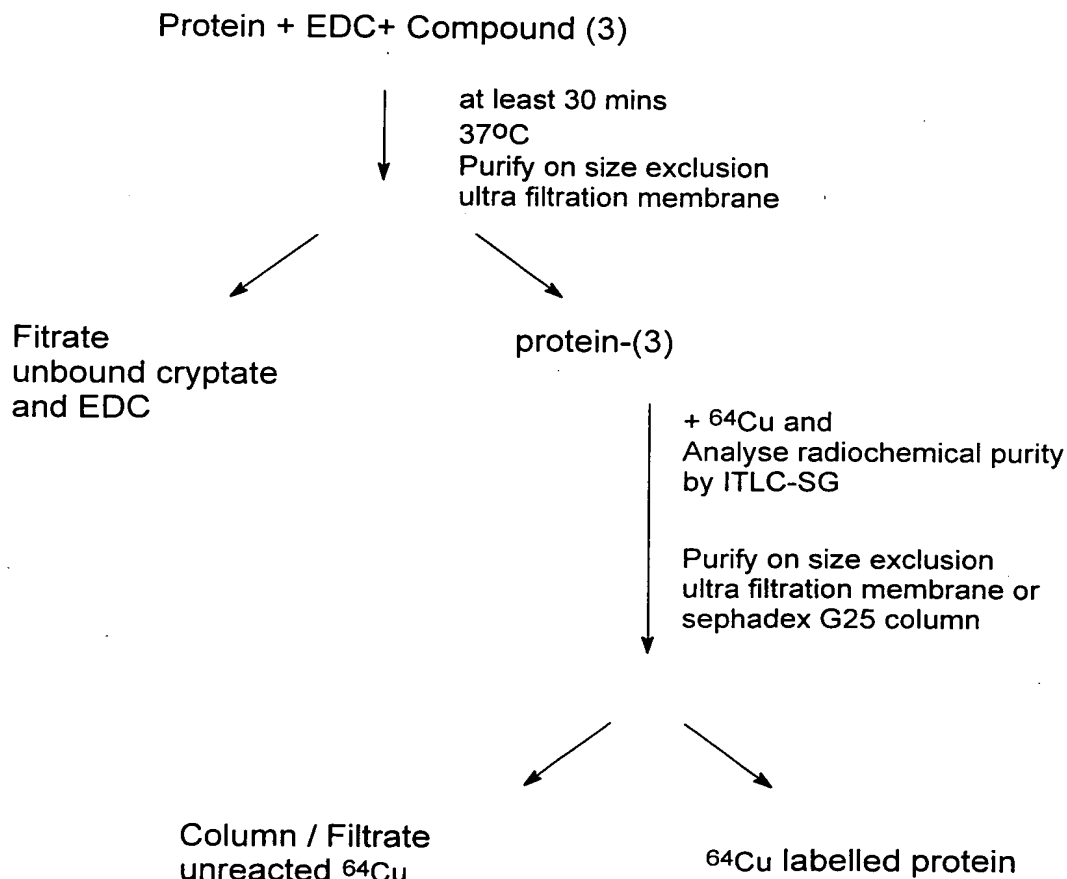 Protein + EDC+ Compound (3)
at least 30 mins
37ºC
Purify on size exclusion
ultra filtration membrane
Fitrate
unbound cryptate
and EDC
protein-(3)
+ ⁶⁴Cu and
Analyse radiochemical purity
by ITLC-SG
Purify on size exclusion
ultra filtration membrane or
sephadex G25 column
Column / Filtrate
unreacted ⁶⁴Cu
⁶⁴Cu labelled protein